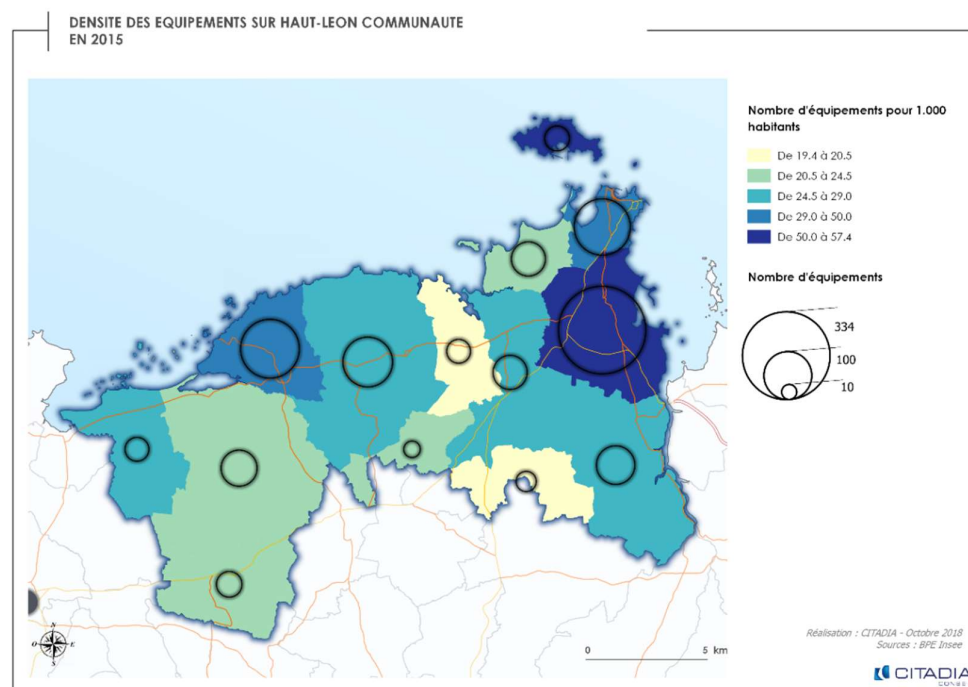 DENSITE DES EQUIPEMENTS SUR HAUT-LEON COMMUNAUTE
EN 2015
Nombre d'équipements pour 1.000
habitants
De 19.4 à 20.5
De 20.5 à 24.5
De 24.5 à 29.0
De 29.0 à 50.0
De 50.0 à 57.4
Nombre d'équipements
334
100
10
N
O E
S
0 5 km
Réalisation : CITADIA - Octobre 2018
Sources : BPE Insee
CITADIA
CONSE